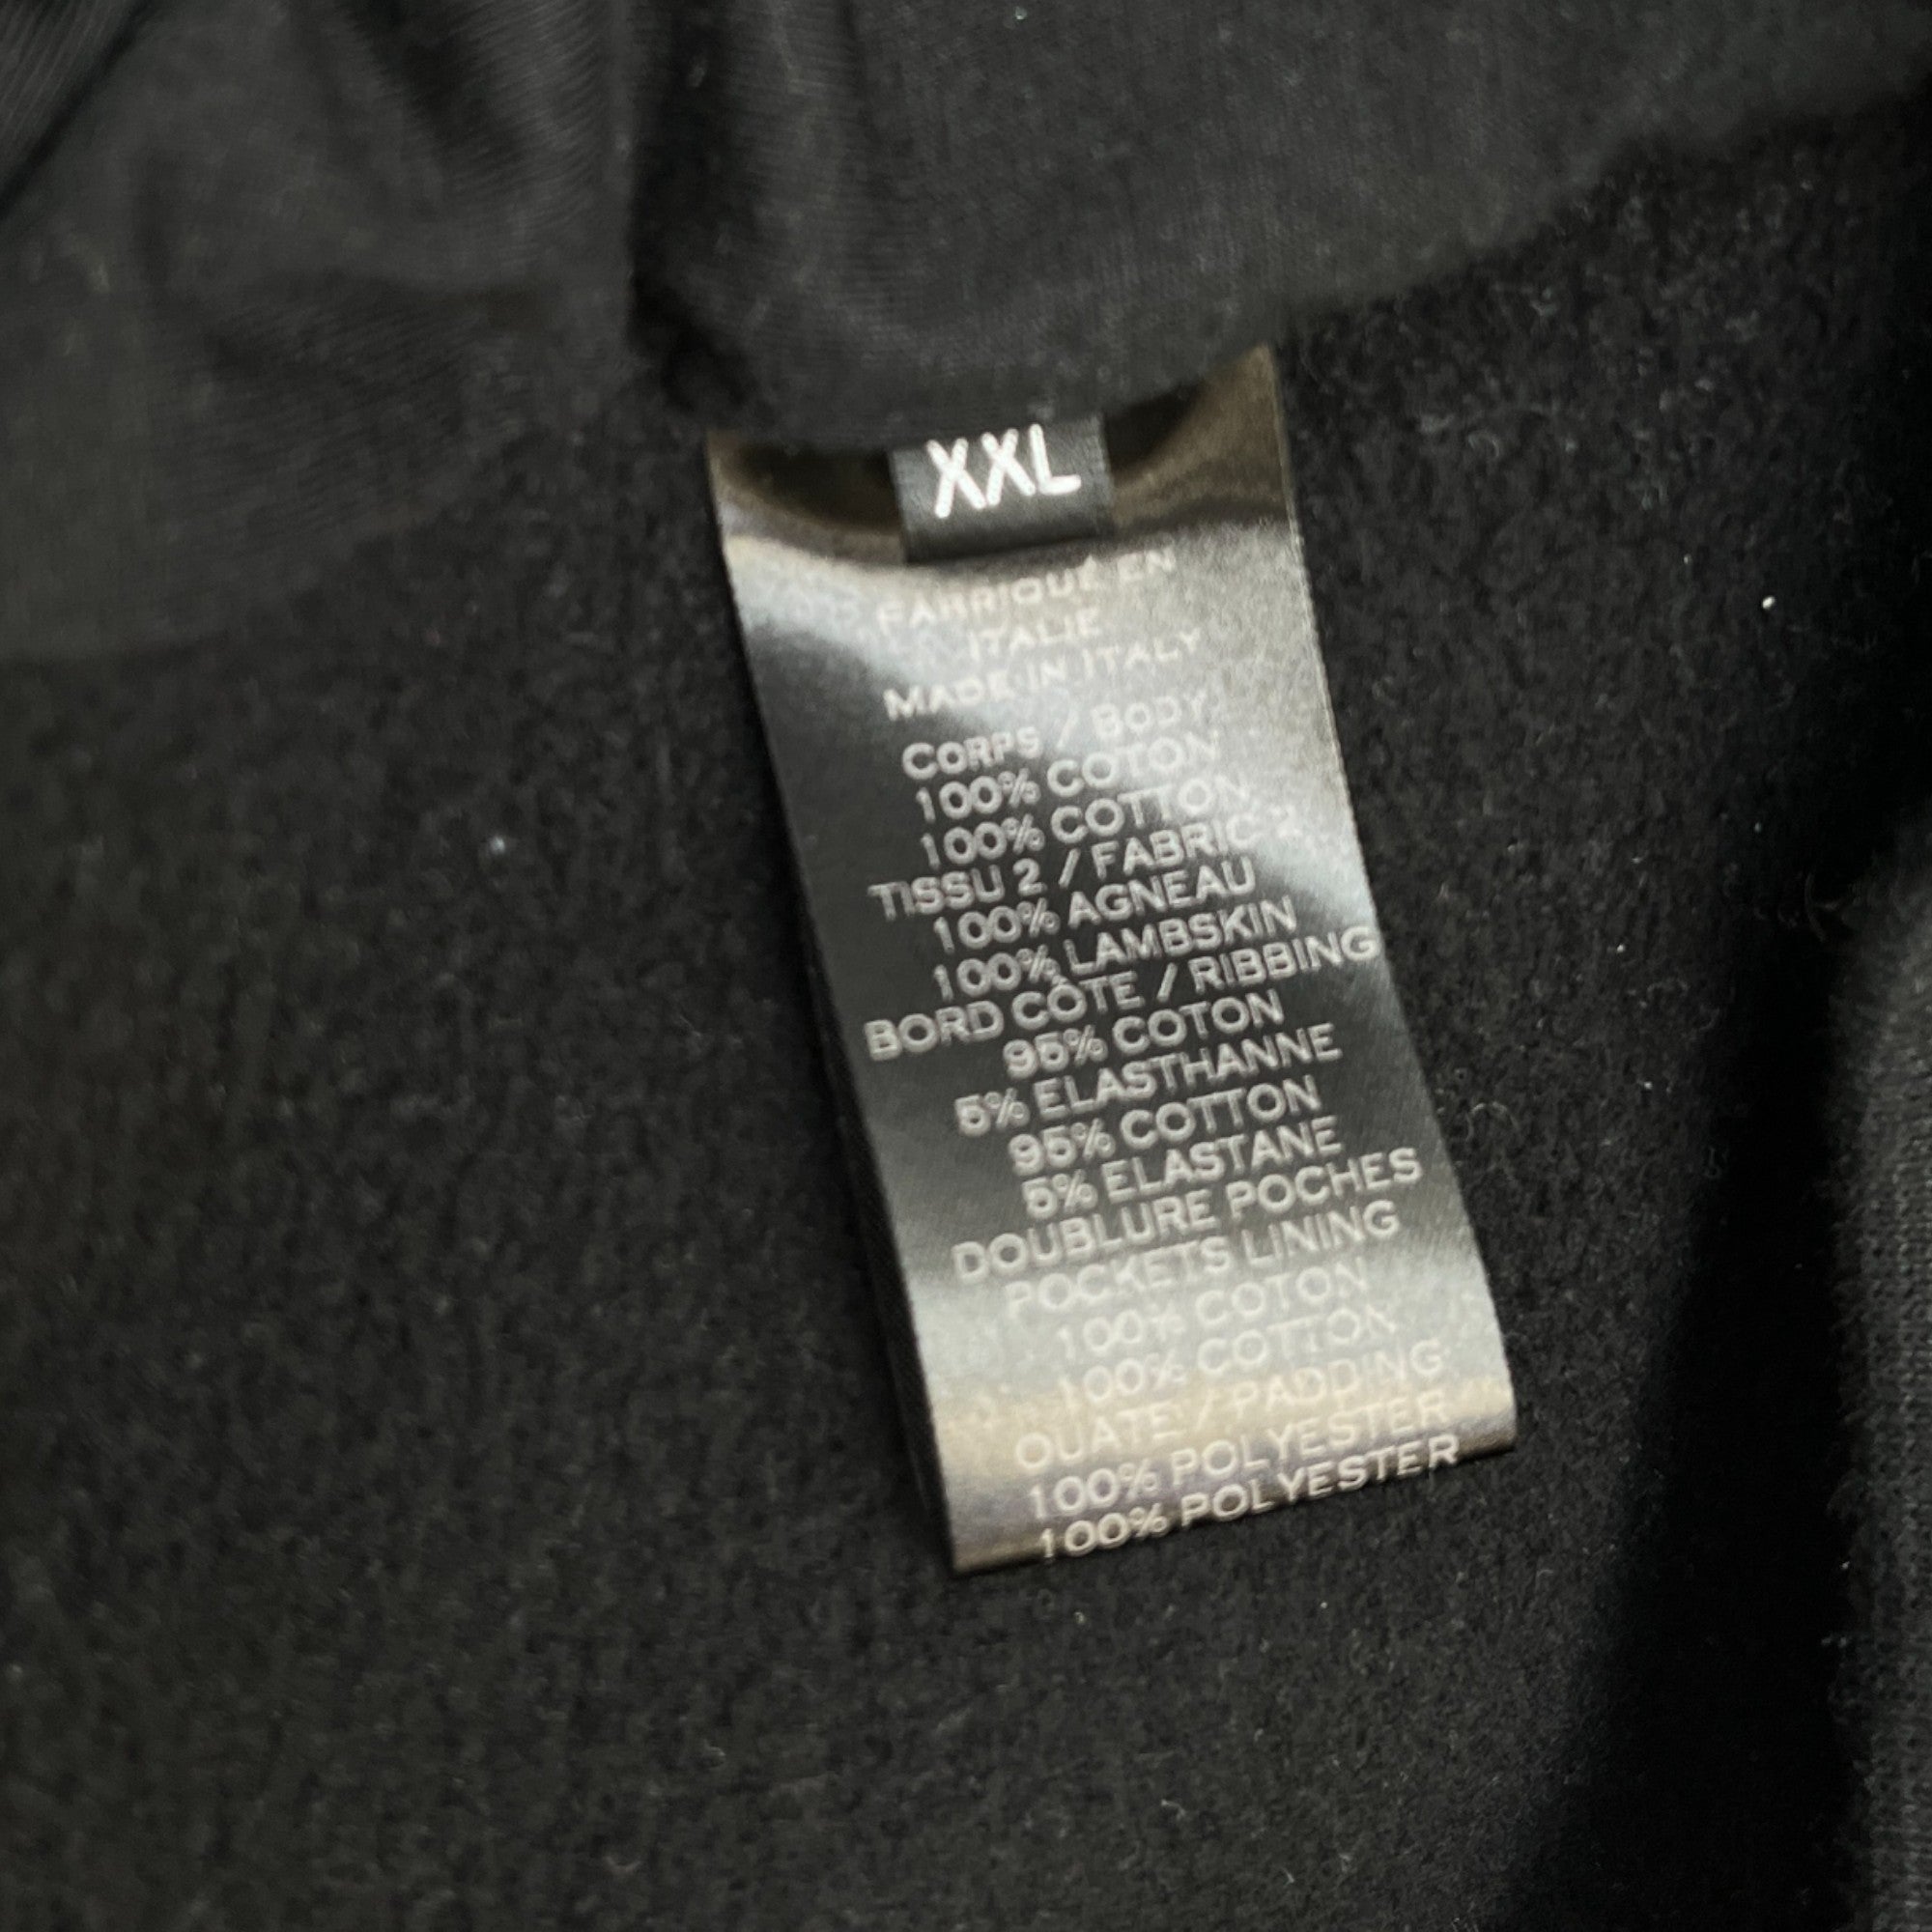 XXL
FABRIQUÉ EN
ITALIE
MADE IN ITALY
CORPS / BODY
100% COTON
100% COTTON
TISSU 2 / FABRIC 2
100% AGNEAU
100% LAMBSKIN
BORD CÔTE / RIBBING
95% COTON
5% ELASTHANNE
95% COTTON
5% ELASTANE
DOUBLURE POCHES
POCKETS LINING
100% COTON
100% COTTON
OUATE / PADDING
100% POLYESTER
100% POLYESTER